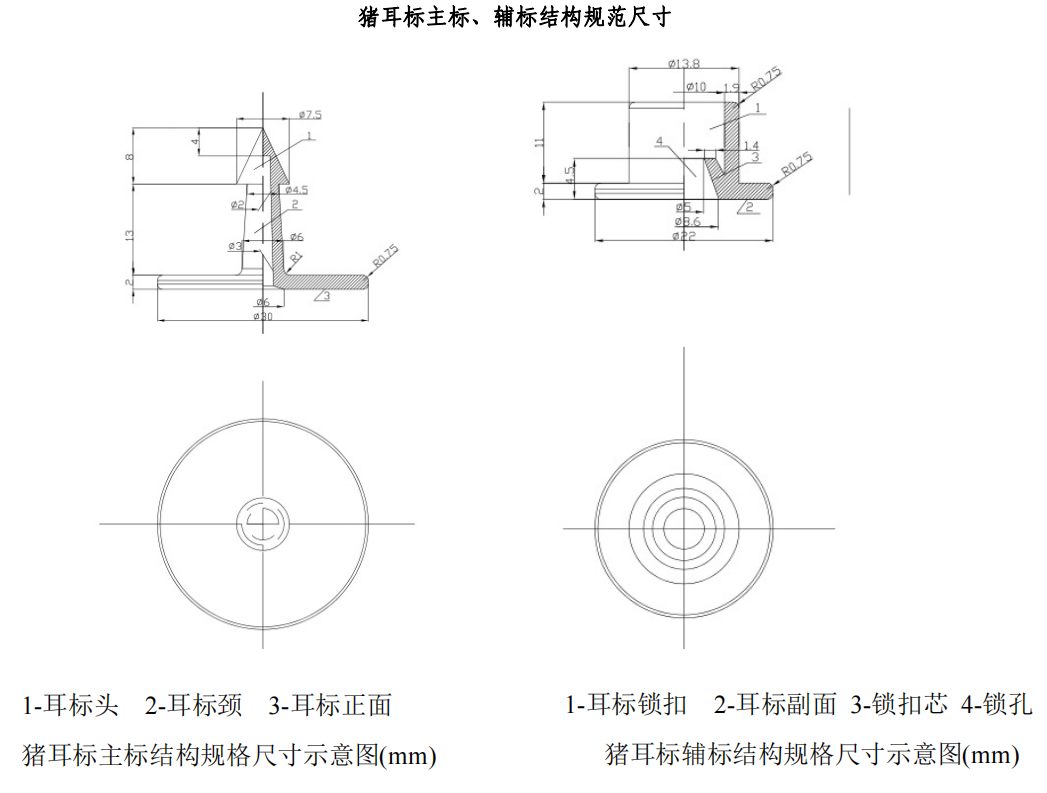 猪耳标主标、辅标结构规范尺寸
Ø7.5
1
4
8
Ø4.5
Ø2
2
13
Ø6
Ø3
R1
R0.75
2
Ø6
3
Ø30
Ø13.8
Ø10
1.9
R0.75
1
11
4
1.4
3
4.5
R0.75
2
Ø5
2
Ø8.6
Ø22
1-耳标头 2-耳标颈 3-耳标正面
1-耳标锁扣 2-耳标副面 3-锁扣芯 4-锁孔
猪耳标主标结构规格尺寸示意图(mm)
猪耳标辅标结构规格尺寸示意图(mm)